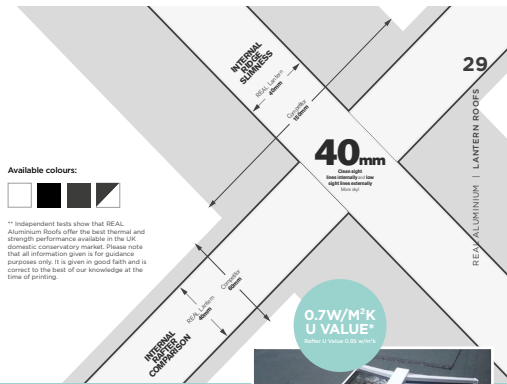 29
REAL ALUMINIUM | LANTERN ROOFS
INTERNAL
RIDGE
SLIMNESS
REAL Lantern
40mm
Competitor
150mm
40mm
Clean sight
lines internally and low
sight lines externally
More sky!
Available colours:
** Independent tests show that REAL
Aluminium Roofs offer the best thermal and
strength performance available in the UK
domestic conservatory market. Please note
that all information given is for guidance
purposes only. It is given in good faith and is
correct to the best of our knowledge at the
time of printing.
Competitor
60mm
REAL Lantern
40mm
INTERNAL
RAFTER
COMPARISON
0.7W/M²K
U VALUE*
Rafter U Value 0.85 w/m²k